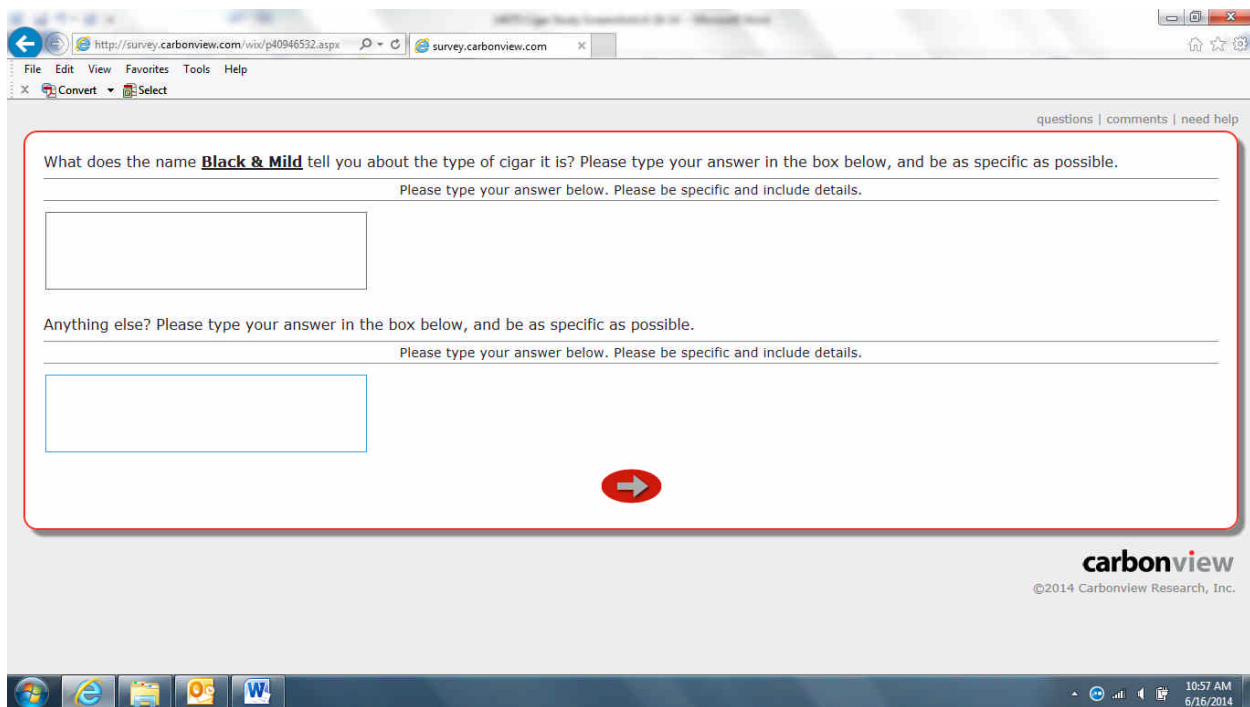 http://survey.carbonview.com/wix/p40946532.aspx
survey.carbonview.com
File Edit View Favorites Tools Help
Convert Select
questions | comments | need help
What does the name Black & Mild tell you about the type of cigar it is? Please type your answer in the box below, and be as specific as possible.
Please type your answer below. Please be specific and include details.
Anything else? Please type your answer in the box below, and be as specific as possible.
Please type your answer below. Please be specific and include details.
carbonview
©2014 Carbonview Research, Inc.
10:57 AM
6/16/2014